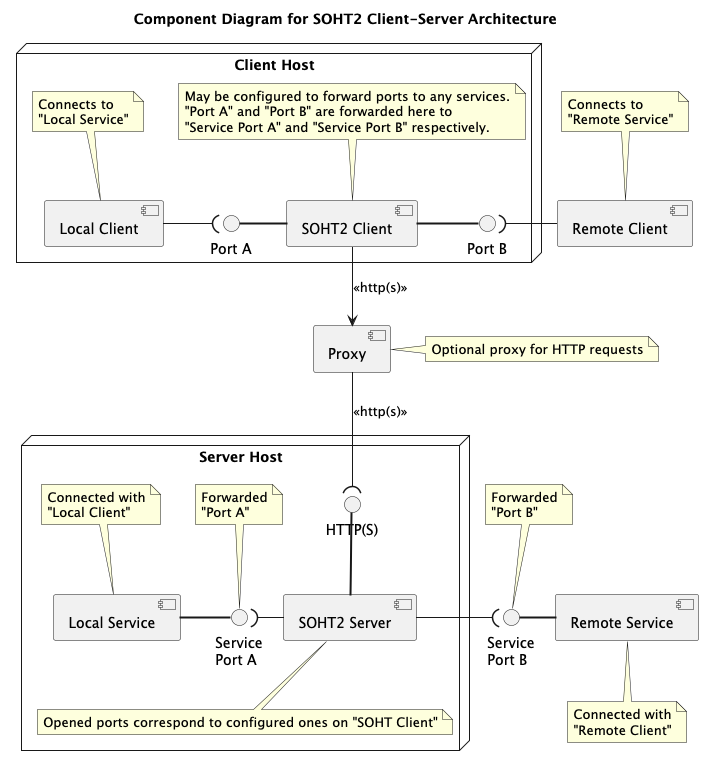 Component Diagram for SOHT2 Client-Server Architecture
Client Host
Connects to
"Local Service"
May be configured to forward ports to any services.
"Port A" and "Port B" are forwarded here to
"Service Port A" and "Service Port B" respectively.
Connects to
"Remote Service"
Local Client
Port A
SOHT2 Client
Port B
Remote Client
«http(s)»
Proxy
Optional proxy for HTTP requests
«http(s)»
Server Host
Connected with
"Local Client"
Forwarded
"Port A"
HTTP(S)
Forwarded
"Port B"
Local Service
Service
Port A
SOHT2 Server
Service
Port B
Remote Service
Opened ports correspond to configured ones on "SOHT Client"
Connected with
"Remote Client"